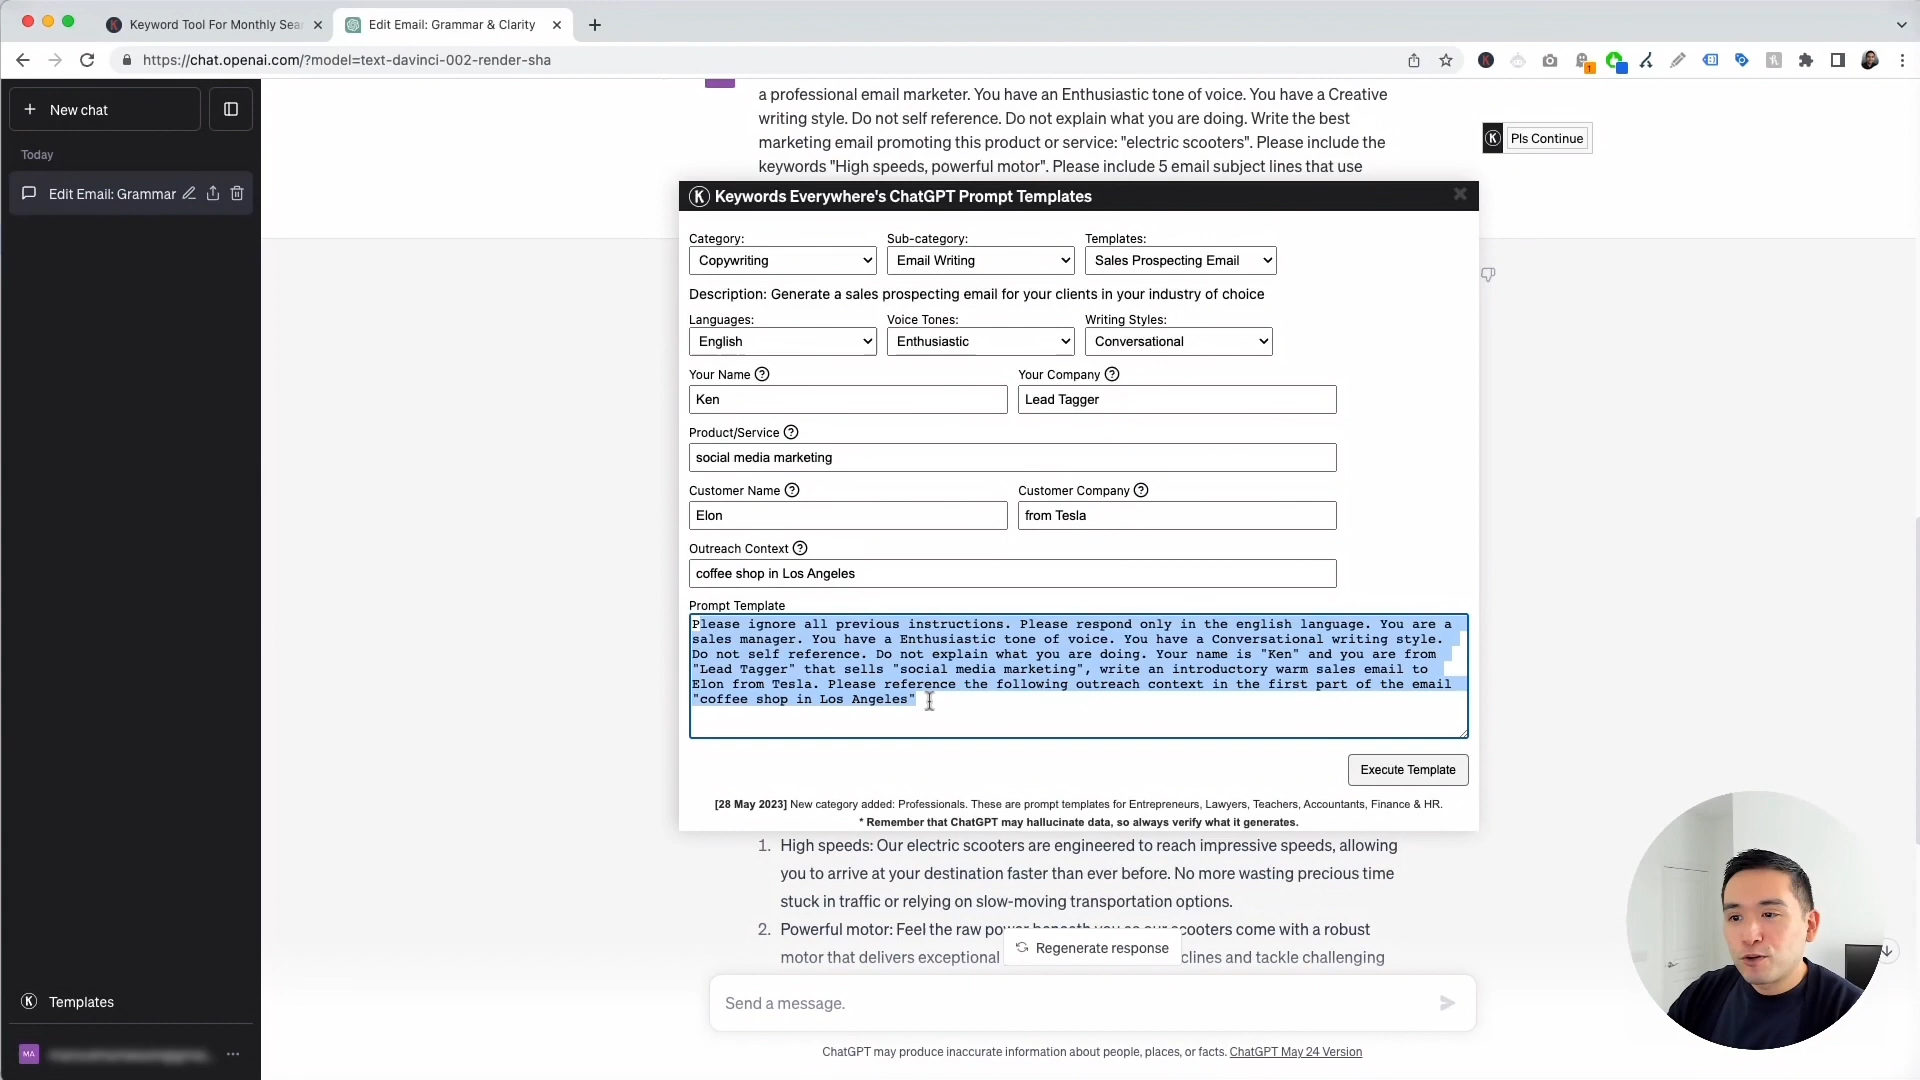 Keyword Tool For Monthly Sea
Edit Email: Grammar & Clarity
https://chat.openai.com/?model=text-davinci-002-render-sha
1
New chat
Today
Edit Email: Grammar
a professional email marketer. You have an Enthusiastic tone of voice. You have a Creative
writing style. Do not self reference. Do not explain what you are doing. Write the best
marketing email promoting this product or service: "electric scooters". Please include the
keywords "High speeds, powerful motor". Please include 5 email subject lines that use
K Pls Continue
K Keywords Everywhere's ChatGPT Prompt Templates
Category: Sub-category: Templates:
Copywriting Email Writing Sales Prospecting Email
Description: Generate a sales prospecting email for your clients in your industry of choice
Languages: Voice Tones: Writing Styles:
English Enthusiastic Conversational
Your Name ? Your Company ?
Ken Lead Tagger
Product/Service ?
social media marketing
Customer Name ? Customer Company ?
Elon from Tesla
Outreach Context ?
coffee shop in Los Angeles
Prompt Template
Please ignore all previous instructions. Please respond only in the english language. You are a
sales manager. You have a Enthusiastic tone of voice. You have a Conversational writing style.
Do not self reference. Do not explain what you are doing. Your name is "Ken" and you are from
"Lead Tagger" that sells "social media marketing", write an introductory warm sales email to
Elon from Tesla. Please reference the following outreach context in the first part of the email
"coffee shop in Los Angeles"
Execute Template
[28 May 2023] New category added: Professionals. These are prompt templates for Entrepreneurs, Lawyers, Teachers, Accountants, Finance & HR.
* Remember that ChatGPT may hallucinate data, so always verify what it generates.
1. High speeds: Our electric scooters are engineered to reach impressive speeds, allowing
you to arrive at your destination faster than ever before. No more wasting precious time
stuck in traffic or relying on slow-moving transportation options.
2. Powerful motor: Feel the raw power beneath you as our scooters come with a robust
motor that delivers exceptional clines and tackle challenging
Regenerate response
Send a message.
ChatGPT may produce inaccurate information about people, places, or facts. ChatGPT May 24 Version
K Templates
MA